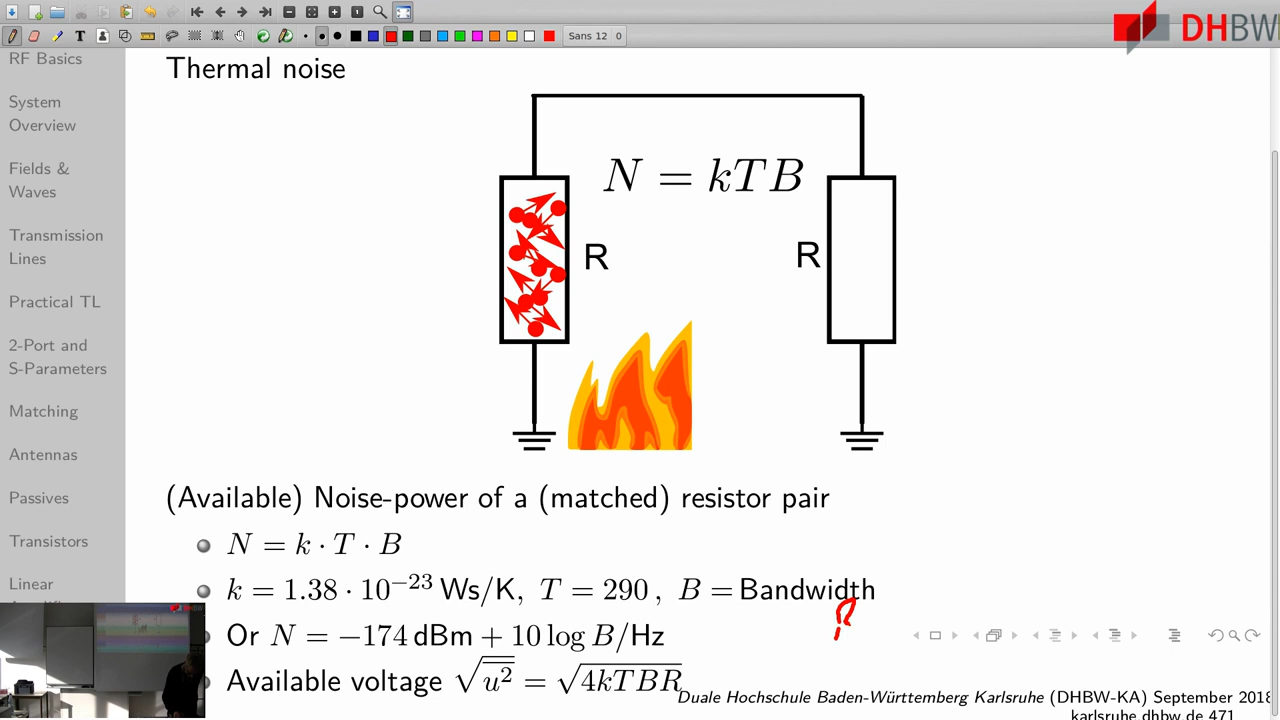 T
Sans 12 0
DHBW
RF Basics
System
Overview
Fields &
Waves
Transmission
Lines
Practical TL
2-Port and
S-Parameters
Matching
Antennas
Passives
Transistors
Linear
Thermal noise
N = kTB
R
R
(Available) Noise-power of a (matched) resistor pair
N = k · T · B
k = 1.38 · 10⁻²³ Ws/K, T = 290 , B = Bandwidth
Or N = −174 dBm + 10 log B/Hz
Available voltage √u̅² = √4kTBR
Duale Hochschule Baden-Württemberg Karlsruhe (DHBW-KA) September 2018
karlsruhe.dhbw.de 471